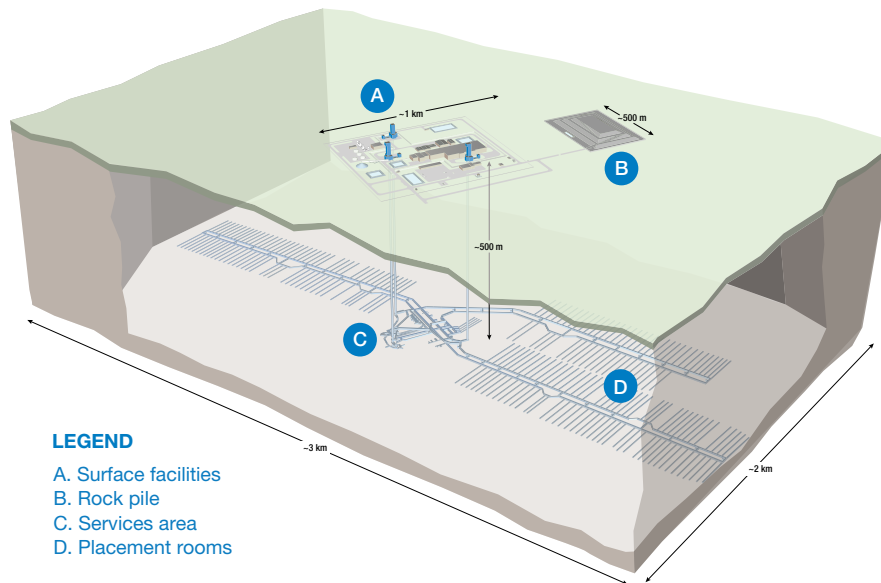 A
~1 km
~500 m
B
~500 m
C
D
LEGEND
A. Surface facilities
B. Rock pile
C. Services area
D. Placement rooms
~3 km
~2 km